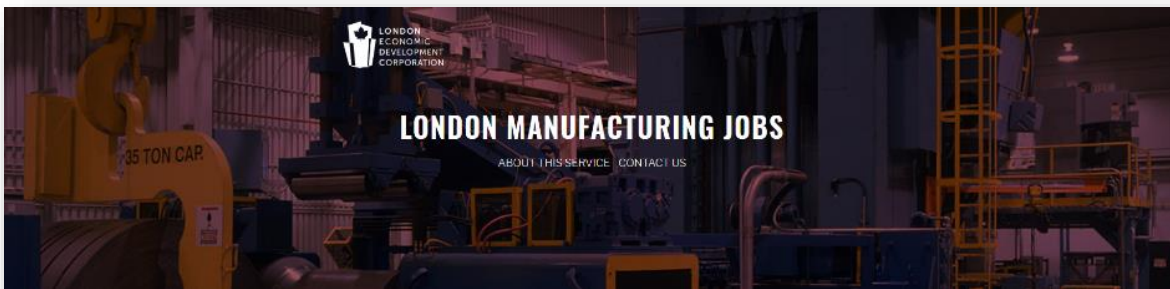 LONDON
ECONOMIC
DEVELOPMENT
CORPORATION
LONDON MANUFACTURING JOBS
ABOUT THIS SERVICE CONTACT US
35 TON CAP.